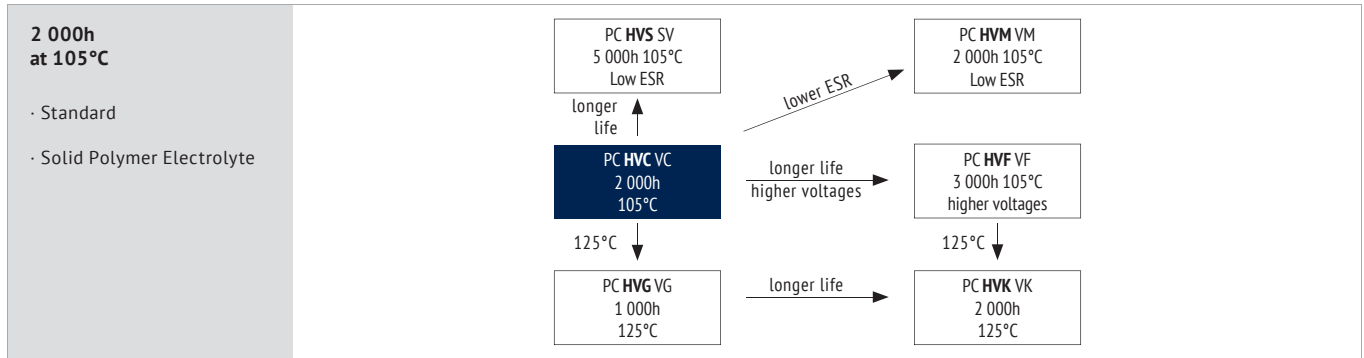 2 000h
at 105°C
· Standard
· Solid Polymer Electrolyte
PC HVS SV
5 000h 105°C
Low ESR
PC HVM VM
2 000h 105°C
Low ESR
longer
life
lower ESR
PC HVC VC
2 000h
105°C
longer life
higher voltages
PC HVF VF
3 000h 105°C
higher voltages
125°C
125°C
PC HVG VG
1 000h
125°C
longer life
PC HVK VK
2 000h
125°C